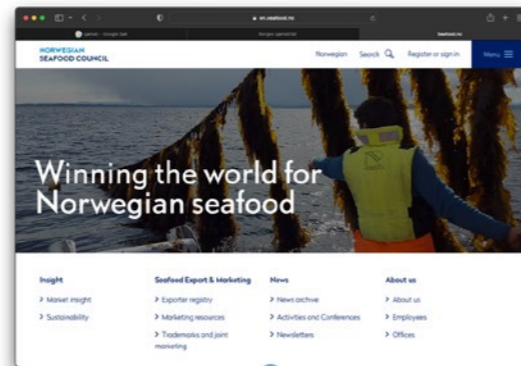 en.seafood.no
NORWEGIAN
SEAFOOD COUNCIL
Norwegian
Search
Register or sign in
Menu
Winning the world for
Norwegian seafood
Insight
> Market insight
> Sustainability
Seafood Export & Marketing
> Exporter registry
> Marketing resources
> Trademarks and joint
marketing
News
> News archive
> Activities and Conferences
> Newsletters
About us
> About us
> Employees
> Offices